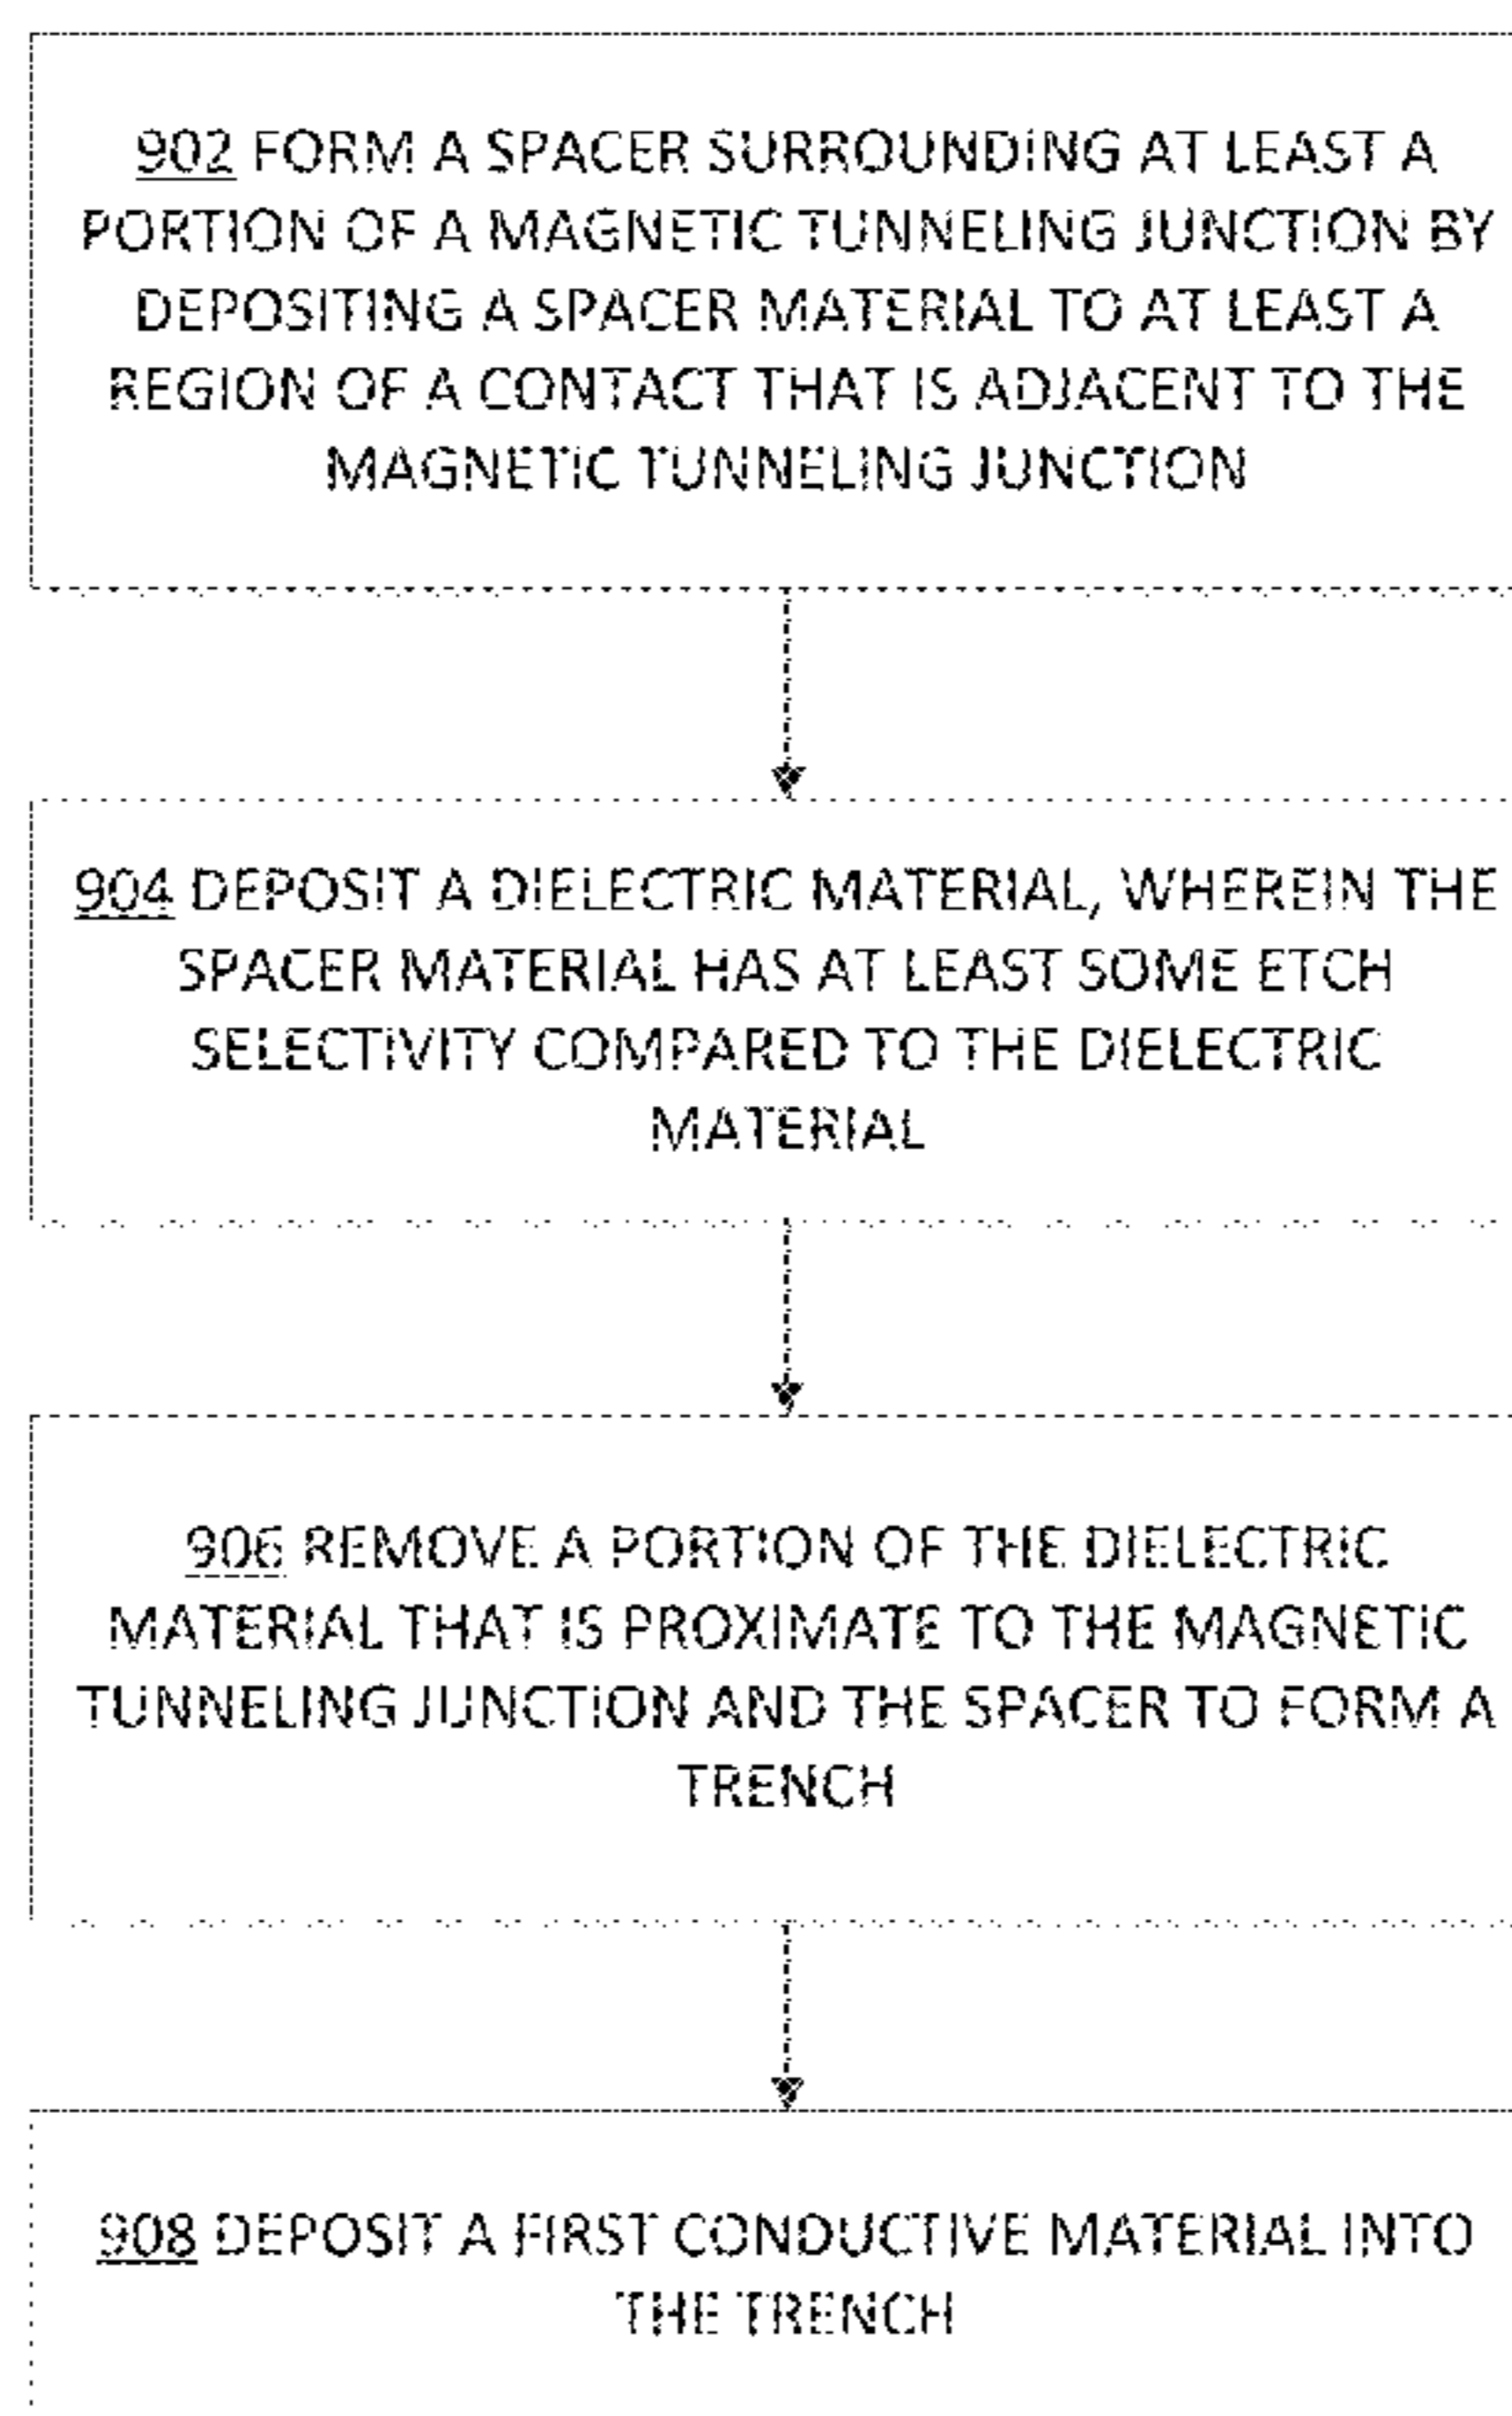 902 FORM A SPACER SURROUNDING AT LEAST A
PORTION OF A MAGNETIC TUNNELING JUNCTION BY
DEPOSITING A SPACER MATERIAL TO AT LEAST A
REGION OF A CONTACT THAT IS ADJACENT TO THE
MAGNETIC TUNNELING JUNCTION
904 DEPOSIT A DIELECTRIC MATERIAL, WHEREIN THE
SPACER MATERIAL HAS AT LEAST SOME ETCH
SELECTIVITY COMPARED TO THE DIELECTRIC
MATERIAL
906 REMOVE A PORTION OF THE DIELECTRIC
MATERIAL THAT IS PROXIMATE TO THE MAGNETIC
TUNNELING JUNCTION AND THE SPACER TO FORM A
TRENCH
908 DEPOSIT A FIRST CONDUCTIVE MATERIAL INTO
THE TRENCH